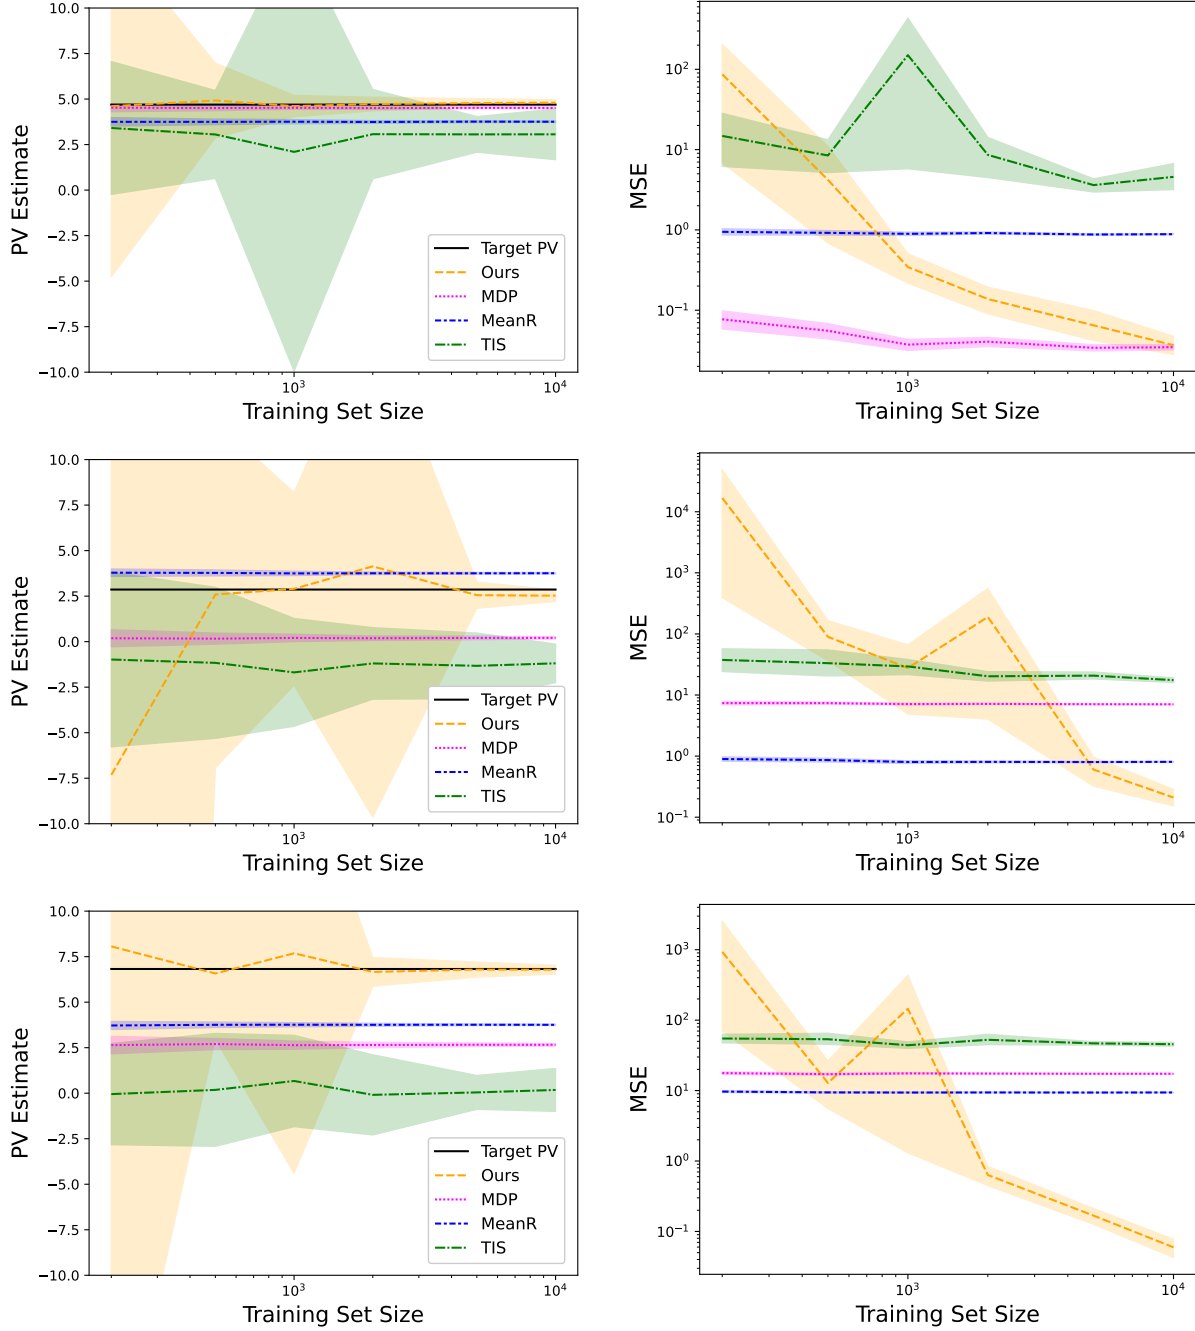 10.0
7.5
5.0
2.5
0.0
−2.5
−5.0
−7.5
−10.0
PV Estimate
Target PV
Ours
MDP
MeanR
TIS
10³
10⁴
Training Set Size
10²
10¹
10⁰
10⁻¹
MSE
10³
10⁴
Training Set Size
10.0
7.5
5.0
2.5
0.0
−2.5
−5.0
−7.5
−10.0
PV Estimate
Target PV
Ours
MDP
MeanR
TIS
10³
10⁴
Training Set Size
10⁴
10³
10²
10¹
10⁰
10⁻¹
MSE
10³
10⁴
Training Set Size
10.0
7.5
5.0
2.5
0.0
−2.5
−5.0
−7.5
−10.0
PV Estimate
Target PV
Ours
MDP
MeanR
TIS
10³
10⁴
Training Set Size
10³
10²
10¹
10⁰
10⁻¹
MSE
10³
10⁴
Training Set Size